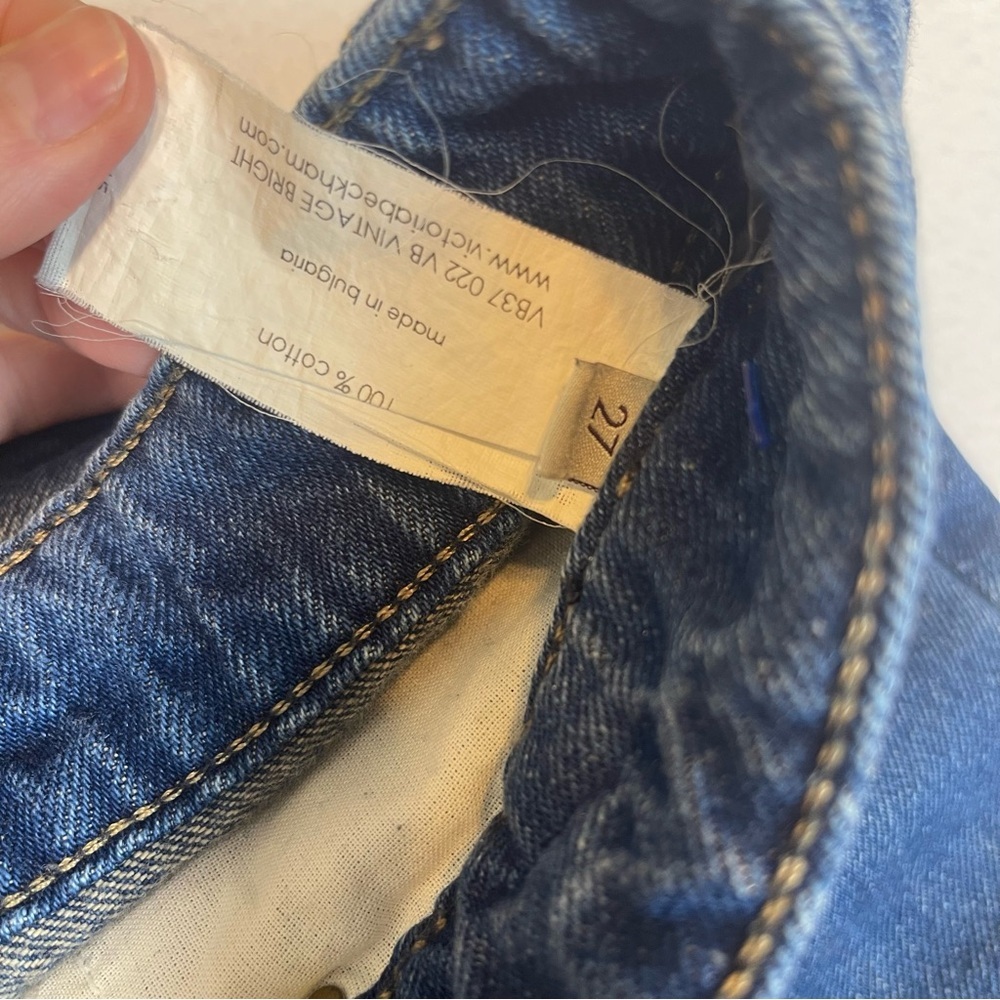 100 % cotton
made in bulgaria
VB37 022 VB VINTAGE BRIGHT
www.victoriabeckham.com
27